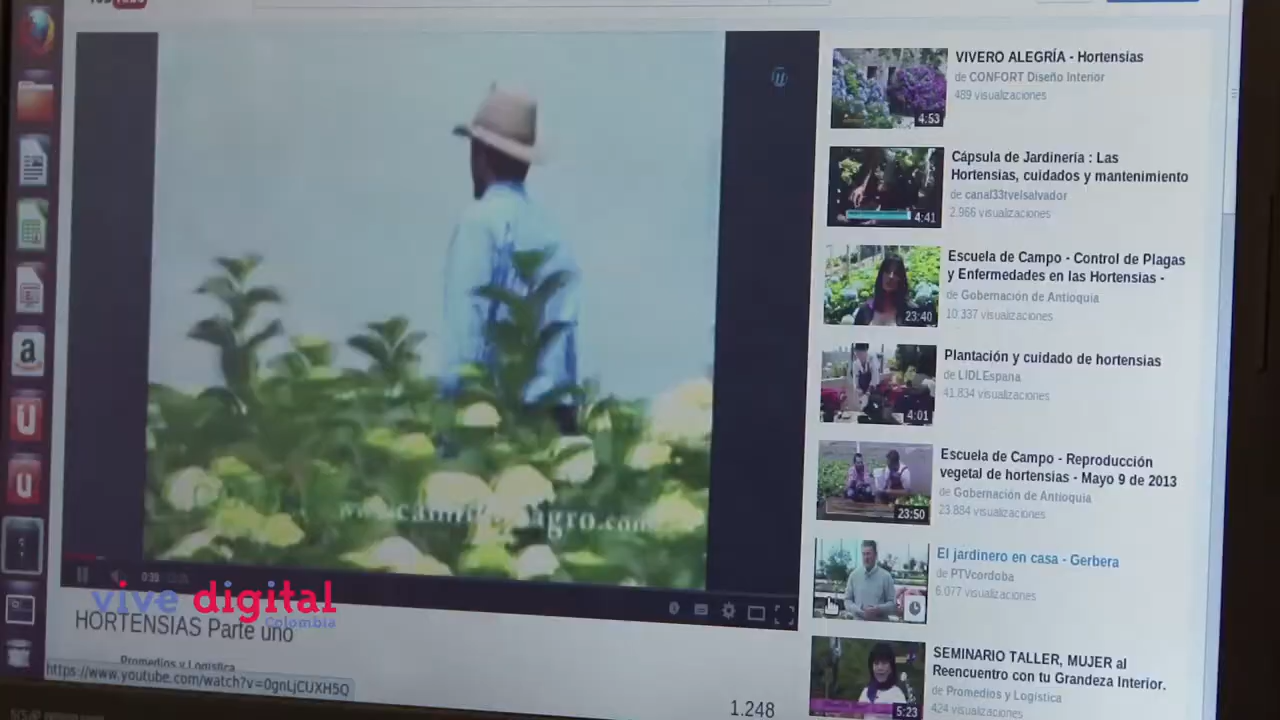 VIVERO ALEGRÍA - Hortensias
de CONFORT Diseño Interior
489 visualizaciones
4:53
Cápsula de Jardinería : Las
Hortensias, cuidados y mantenimiento
de canal33tvelsalvador
2.966 visualizaciones
4:41
Escuela de Campo - Control de Plagas
y Enfermedades en las Hortensias -
de Gobernación de Antioquia
10.337 visualizaciones
23:40
Plantación y cuidado de hortensias
de LIDLEspana
41.834 visualizaciones
4:01
Escuela de Campo - Reproducción
vegetal de hortensias - Mayo 9 de 2013
de Gobernación de Antioquia
23.884 visualizaciones
23:50
El jardinero en casa - Gerbera
de PTVcordoba
6.077 visualizaciones
SEMINARIO TALLER, MUJER al
Reencuentro con tu Grandeza Interior.
de Promedios y Logística
424 visualizaciones
5:23
0:33
vive digital
Colombia
HORTENSIAS Parte uno
Promedios y Logística
https://www.youtube.com/watch?v=0gnLjCUXH5Q
1.248